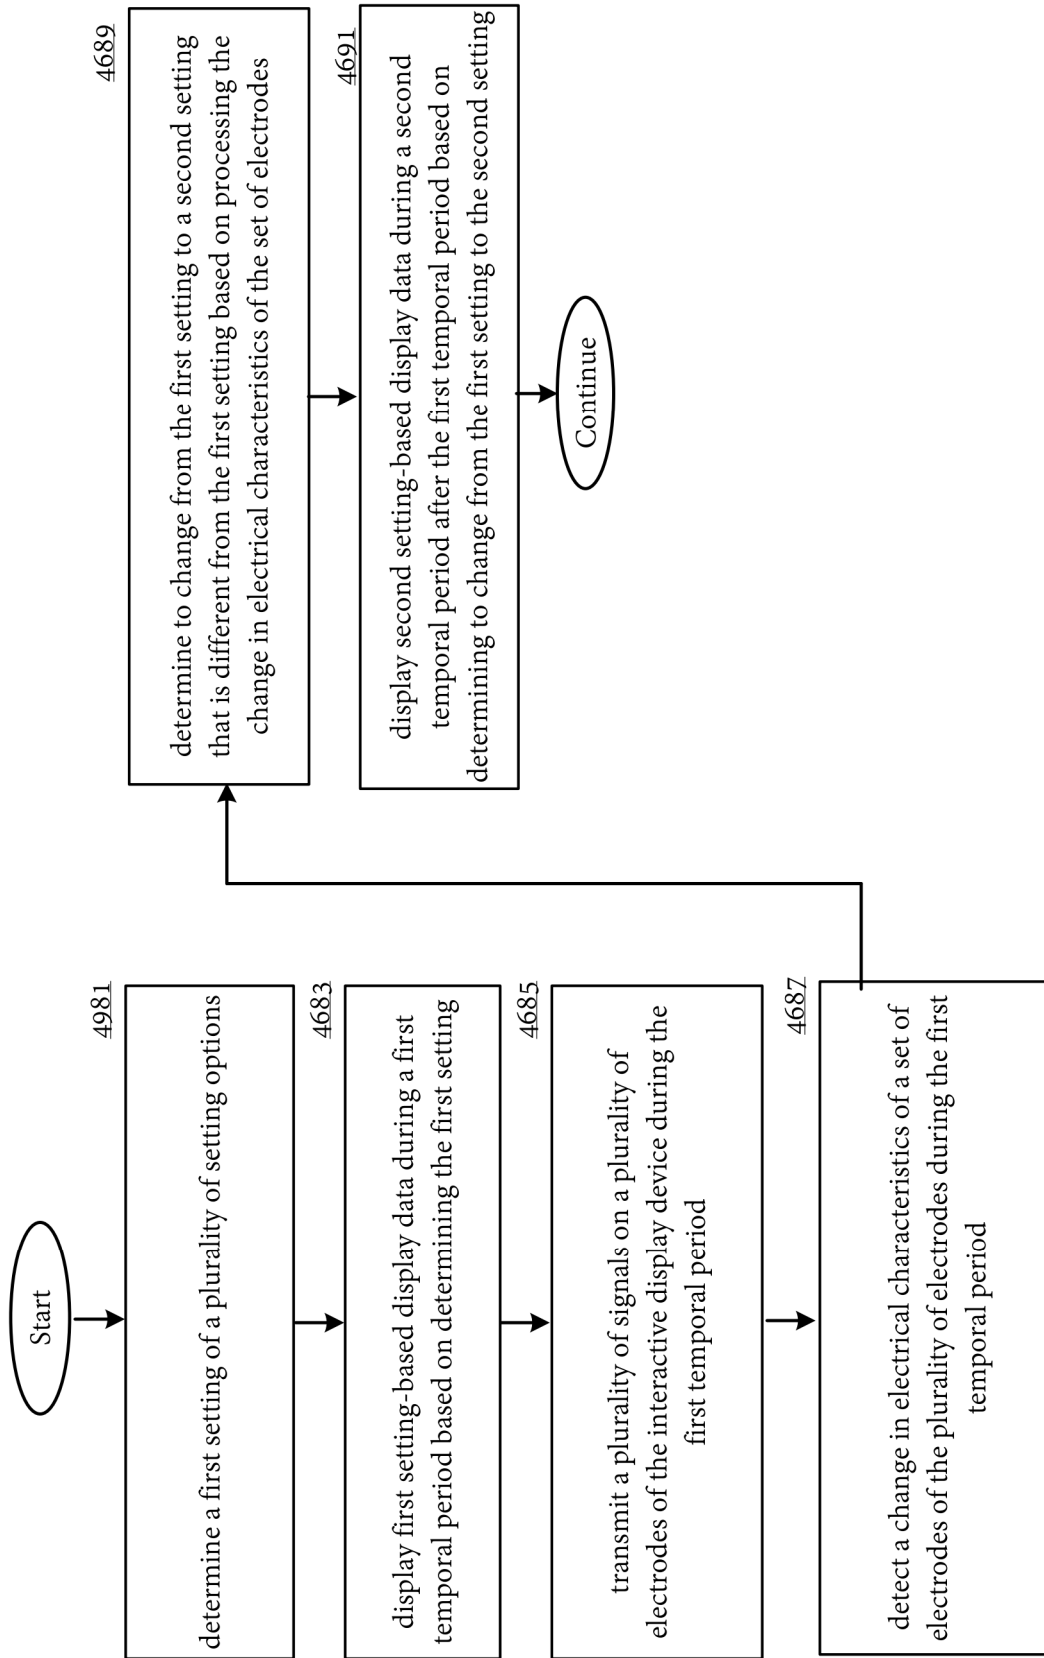 Start
4981
determine a first setting of a plurality of setting options
4683
display first setting-based display data during a first
temporal period based on determining the first setting
4685
transmit a plurality of signals on a plurality of
electrodes of the interactive display device during the
first temporal period
4687
detect a change in electrical characteristics of a set of
electrodes of the plurality of electrodes during the first
temporal period
4689
determine to change from the first setting to a second setting
that is different from the first setting based on processing the
change in electrical characteristics of the set of electrodes
4691
display second setting-based display data during a second
temporal period after the first temporal period based on
determining to change from the first setting to the second setting
Continue